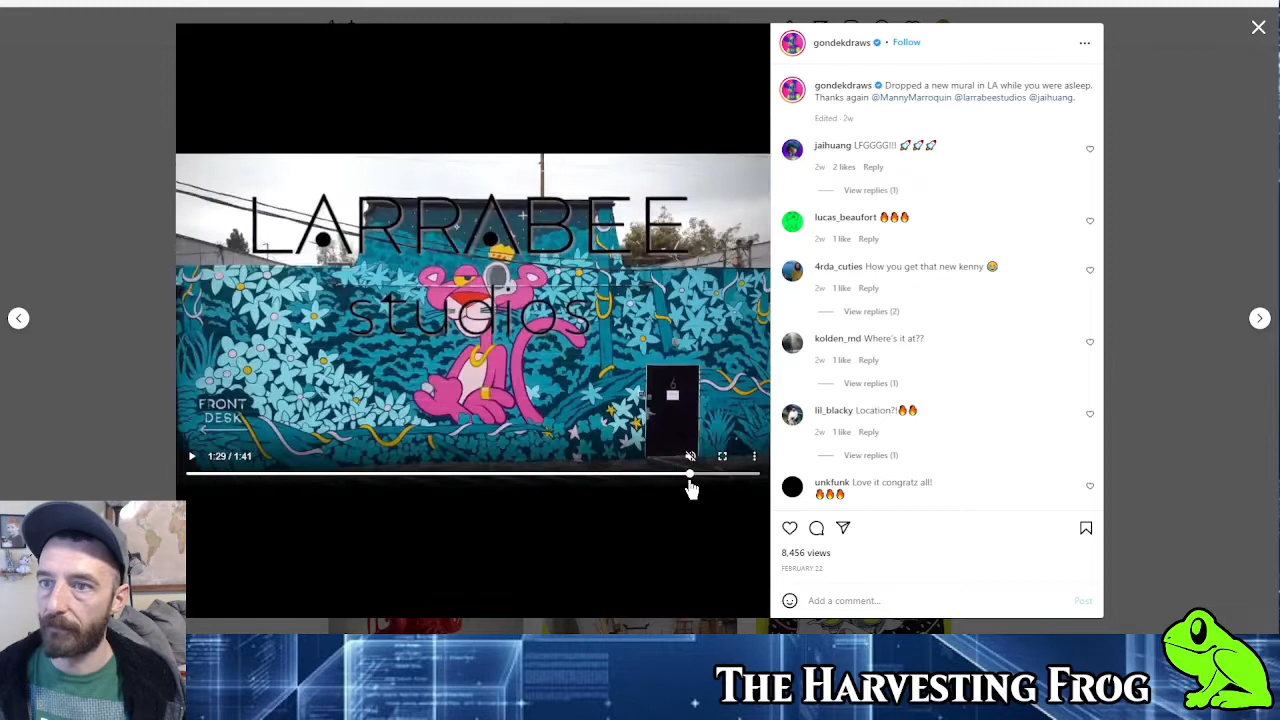 gondekdraws • Follow
gondekdraws Dropped a new mural in LA while you were asleep.
Thanks again @MannyMarroquin @larrabeestudios @jaihuang.
Edited · 2w
jaihuang LFGGGG!!! 🚀🚀🚀
2w 2 likes Reply
View replies (1)
lucas_beaufort 🔥🔥🔥
2w 1 like Reply
4rda_cuties How you get that new kenny 😂
2w 1 like Reply
View replies (2)
kolden_md Where's it at??
2w 1 like Reply
View replies (1)
lil_blacky Location?!🔥🔥
2w 1 like Reply
View replies (1)
unkfunk Love it congratz all!
🔥🔥🔥
8,456 views
FEBRUARY 22
Add a comment...
Post
LARRABEE
studios
FRONT
DESK
6
1:29 / 1:41
THE HARVESTING FROG